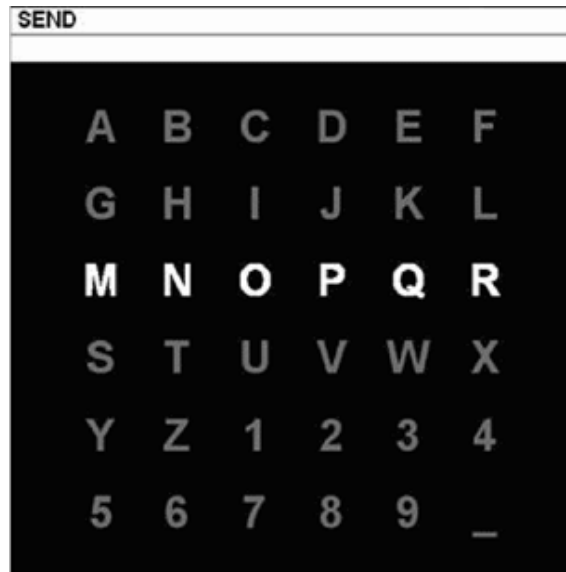 SEND
A B C D E F
G H I J K L
M N O P Q R
S T U V W X
Y Z 1 2 3 4
5 6 7 8 9 _